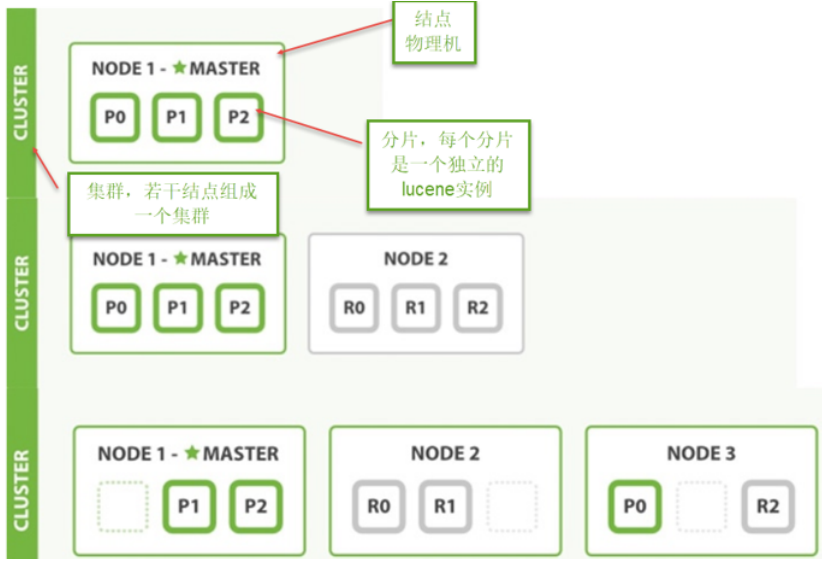 结点
物理机
CLUSTER
NODE 1 - ★MASTER
P0 P1 P2
分片，每个分片
是一个独立的
lucene实例
集群，若干结点组成
一个集群
CLUSTER
NODE 1 - ★MASTER
P0 P1 P2
NODE 2
R0 R1 R2
CLUSTER
NODE 1 - ★MASTER
P1 P2
NODE 2
R0 R1
NODE 3
P0 R2